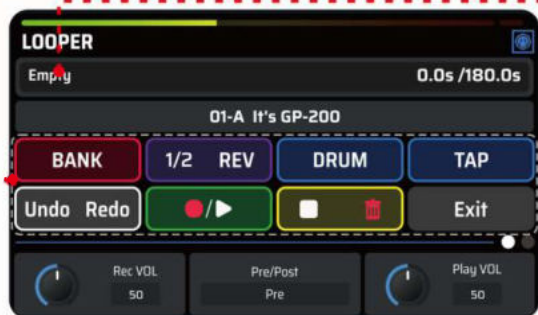 LOOPER
Empty 0.0s /180.0s
01-A It's GP-200
BANK 1/2 REV DRUM TAP
Undo Redo / Exit
Rec VOL Pre/Post Play VOL
50 Pre 50